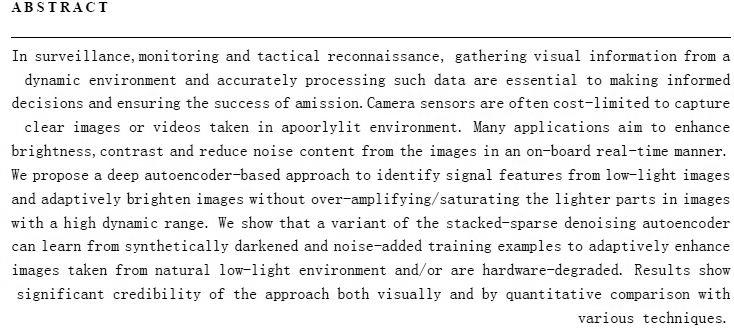 ABSTRACT
In surveillance, monitoring and tactical reconnaissance, gathering visual information from a
dynamic environment and accurately processing such data are essential to making informed
decisions and ensuring the success of amission. Camera sensors are often cost-limited to capture
clear images or videos taken in apoorlylit environment. Many applications aim to enhance
brightness, contrast and reduce noise content from the images in an on-board real-time manner.
We propose a deep autoencoder-based approach to identify signal features from low-light images
and adaptively brighten images without over-amplifying/saturating the lighter parts in images
with a high dynamic range. We show that a variant of the stacked-sparse denoising autoencoder
can learn from synthetically darkened and noise-added training examples to adaptively enhance
images taken from natural low-light environment and/or are hardware-degraded. Results show
significant credibility of the approach both visually and by quantitative comparison with
various techniques.